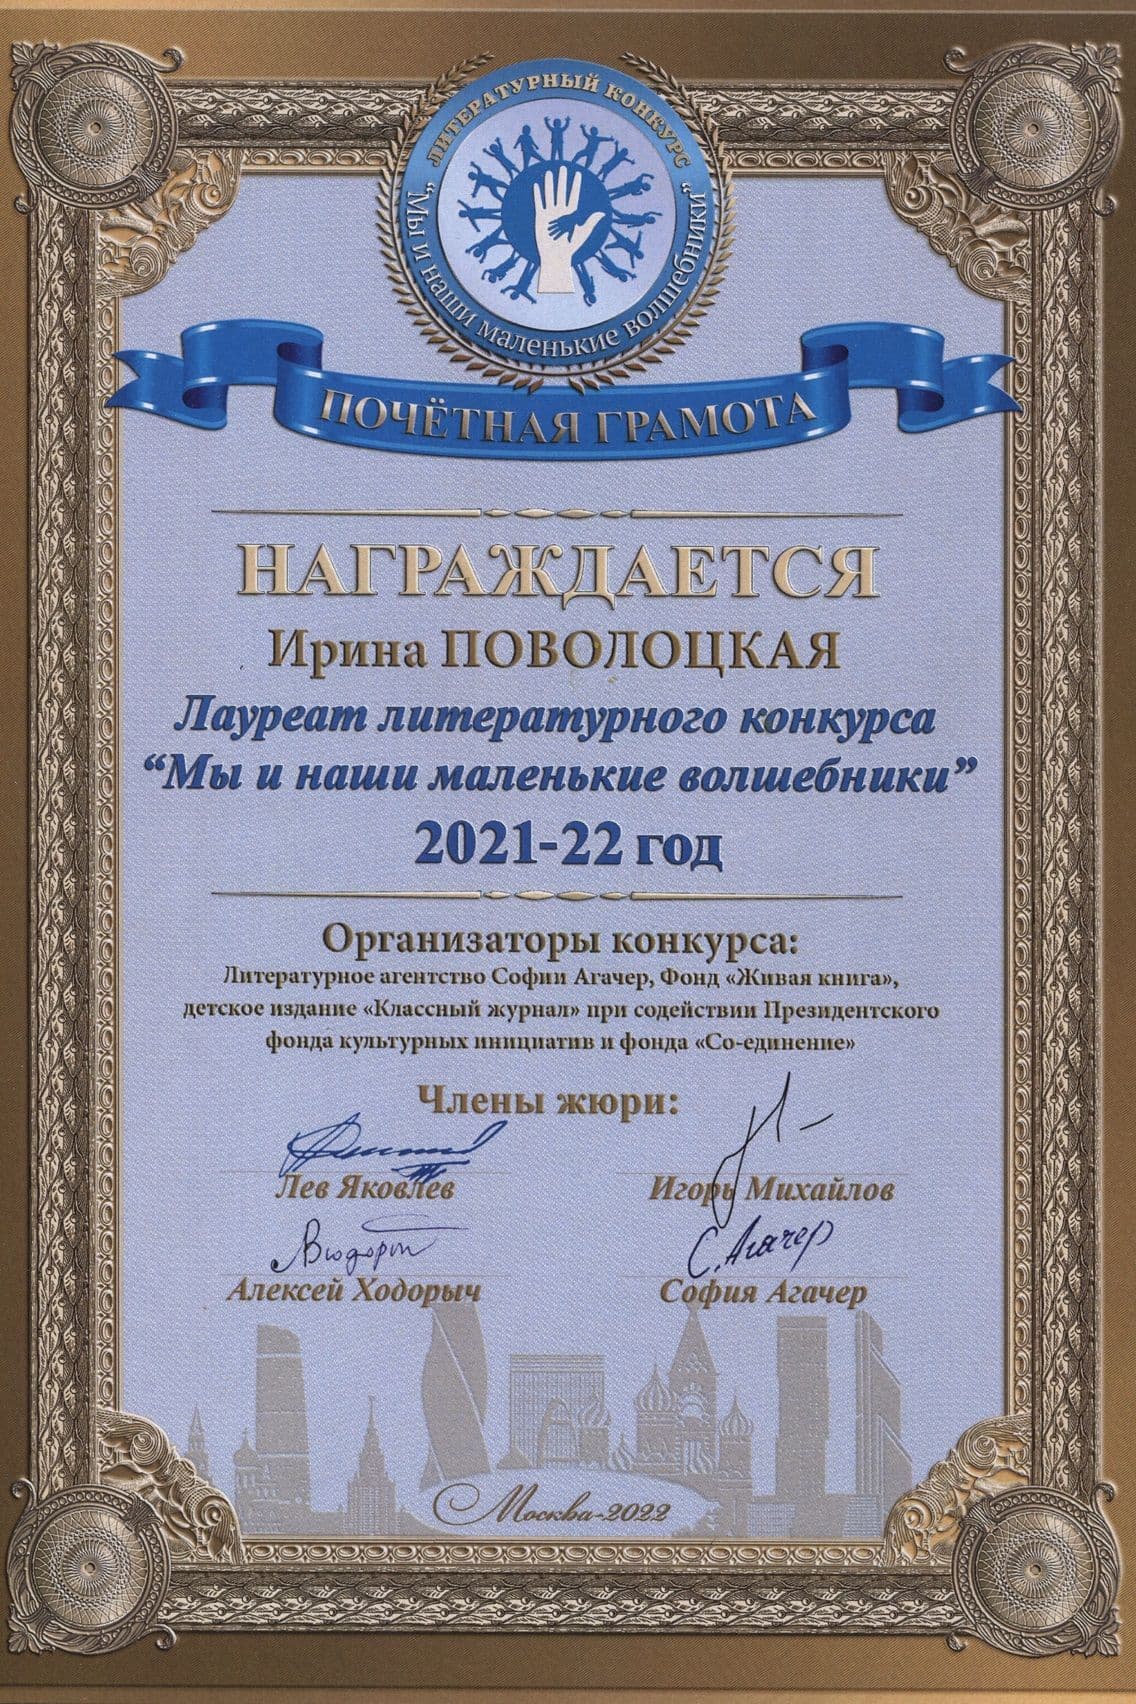 ЛИТЕРАТУРНЫЙ КОНКУРС
"Мы и наши маленькие волшебники"
ПОЧЁТНАЯ ГРАМОТА
НАГРАЖДАЕТСЯ
Ирина ПОВОЛОЦКАЯ
Лауреат литературного конкурса
“Мы и наши маленькие волшебники”
2021-22 год
Организаторы конкурса:
Литературное агентство Софии Агачер, Фонд «Живая книга»,
детское издание «Классный журнал» при содействии Президентского
фонда культурных инициатив и фонда «Со-единение»
Члены жюри:
Лев Яковлев
Игорь Михайлов
С. Агачер
Алексей Ходорыч
София Агачер
Москва-2022